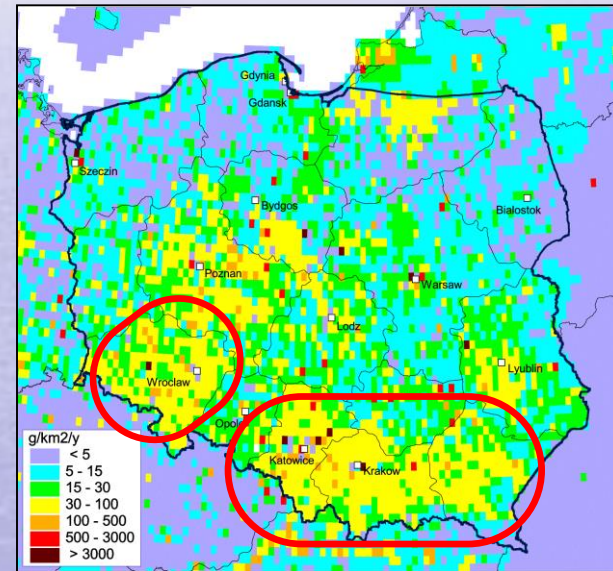 Gdynia
Gdansk
Szeczin
Bydgos
Bialostok
Poznan
Warsaw
Lodz
Wroclaw
Lyublin
Opole
Katowice
Krakow
g/km2/y
< 5
5 - 15
15 - 30
30 - 100
100 - 500
500 - 3000
> 3000